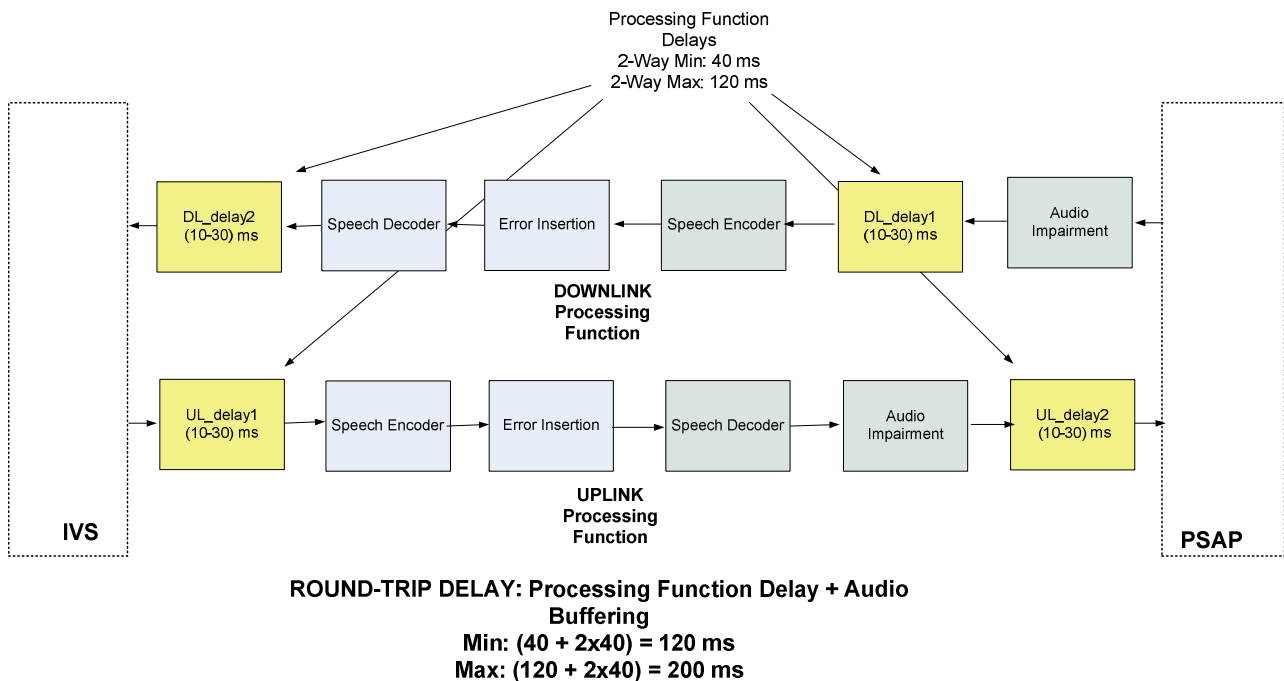 Processing Function
Delays
2-Way Min: 40 ms
2-Way Max: 120 ms
DL_delay2
(10-30) ms
Speech Decoder
Error Insertion
Speech Encoder
DL_delay1
(10-30) ms
Audio
Impairment
DOWNLINK
Processing
Function
UL_delay1
(10-30) ms
Speech Encoder
Error Insertion
Speech Decoder
Audio
Impairment
UL_delay2
(10-30) ms
UPLINK
Processing
Function
IVS
PSAP
ROUND-TRIP DELAY: Processing Function Delay + Audio
Buffering
Min: (40 + 2x40) = 120 ms
Max: (120 + 2x40) = 200 ms